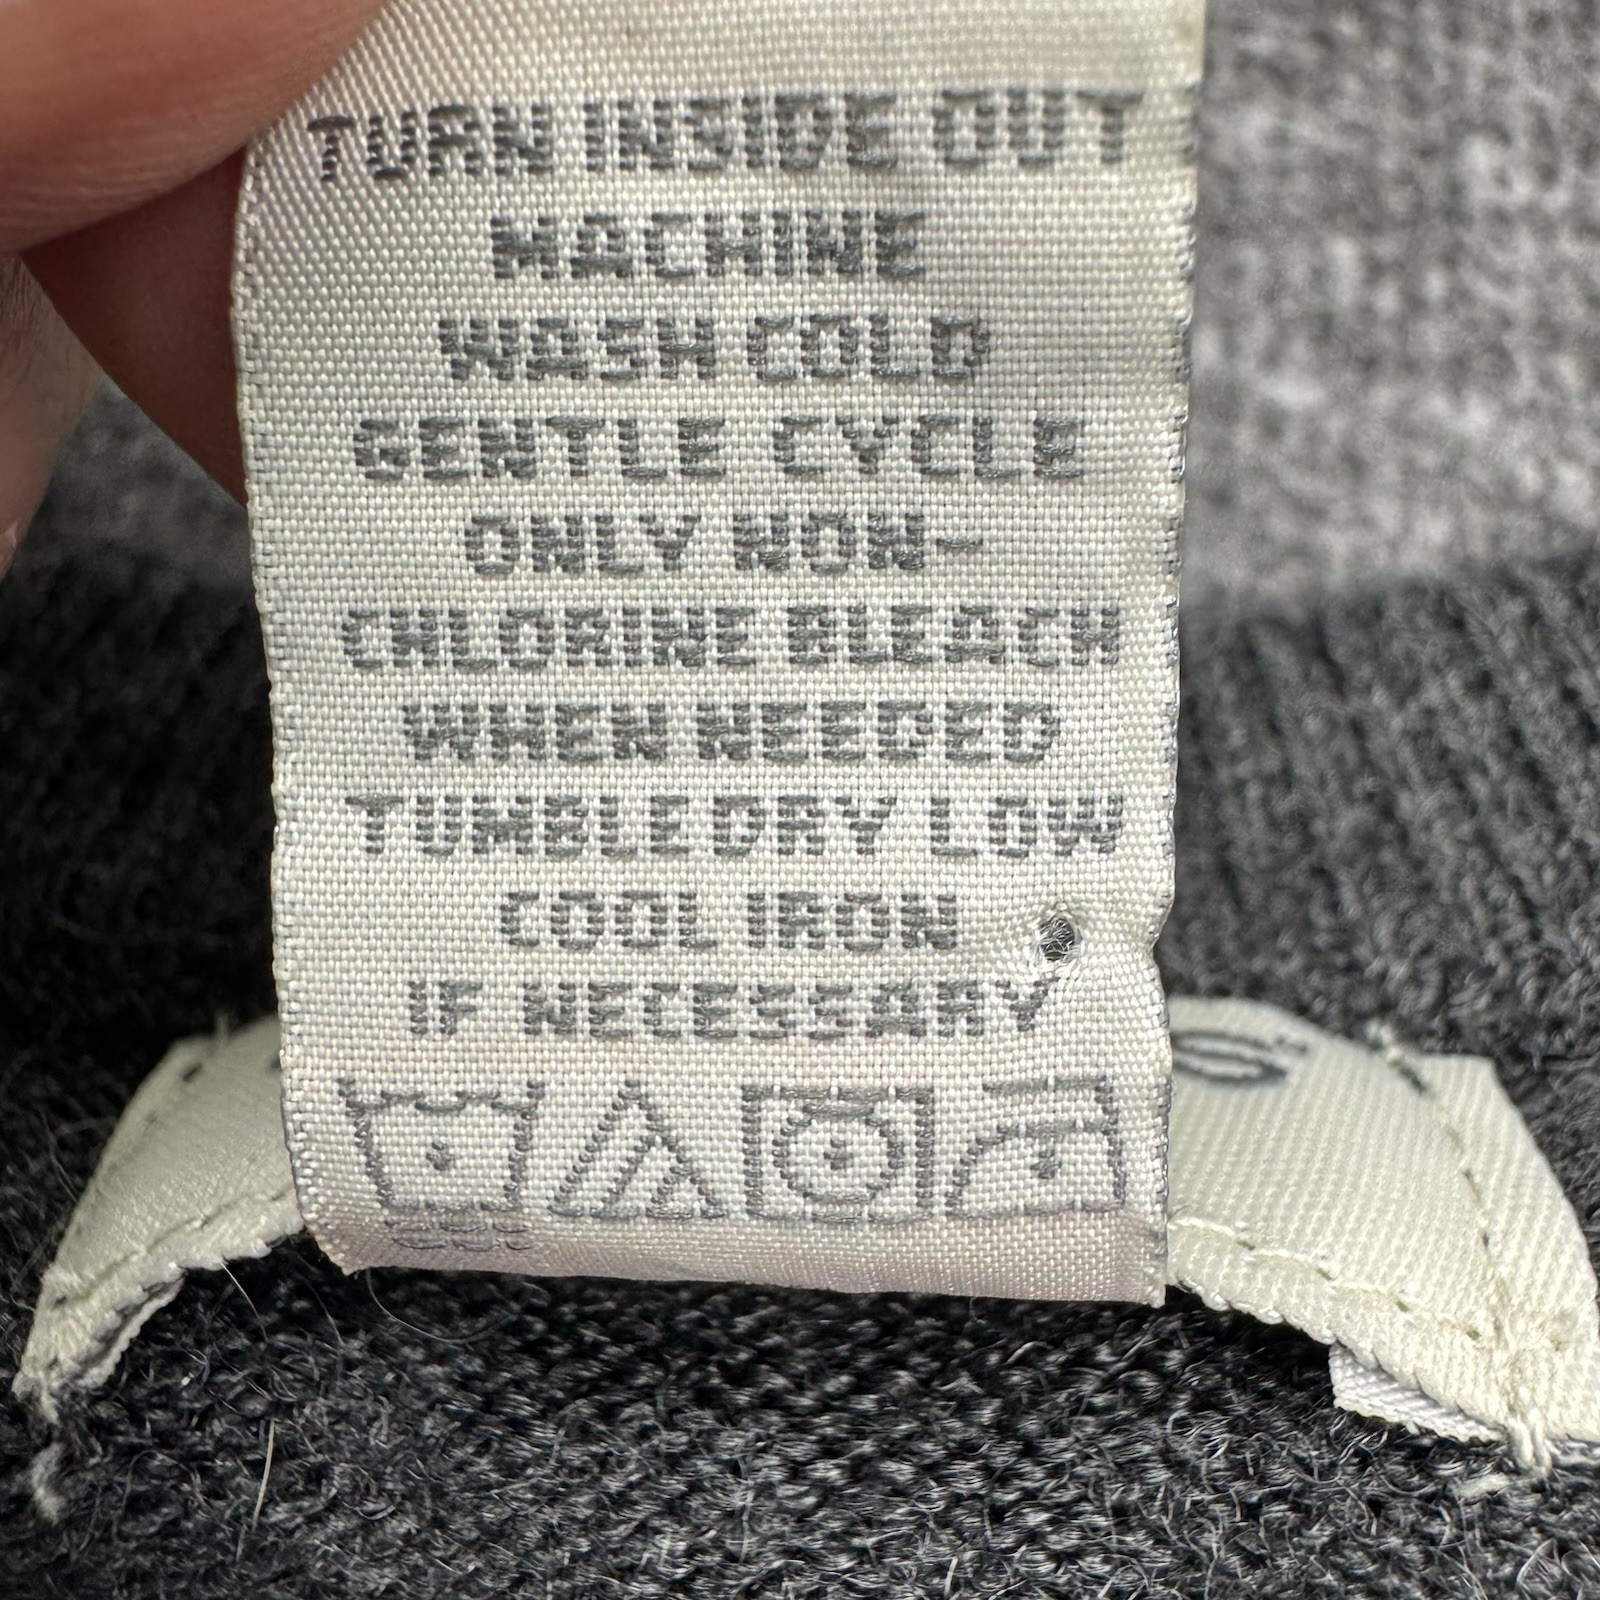 TURN INSIDE OUT
MACHINE
WASH COLD
GENTLE CYCLE
ONLY NON-
CHLORINE BLEACH
WHEN NEEDED
TUMBLE DRY LOW
COOL IRON
IF NECESSARY